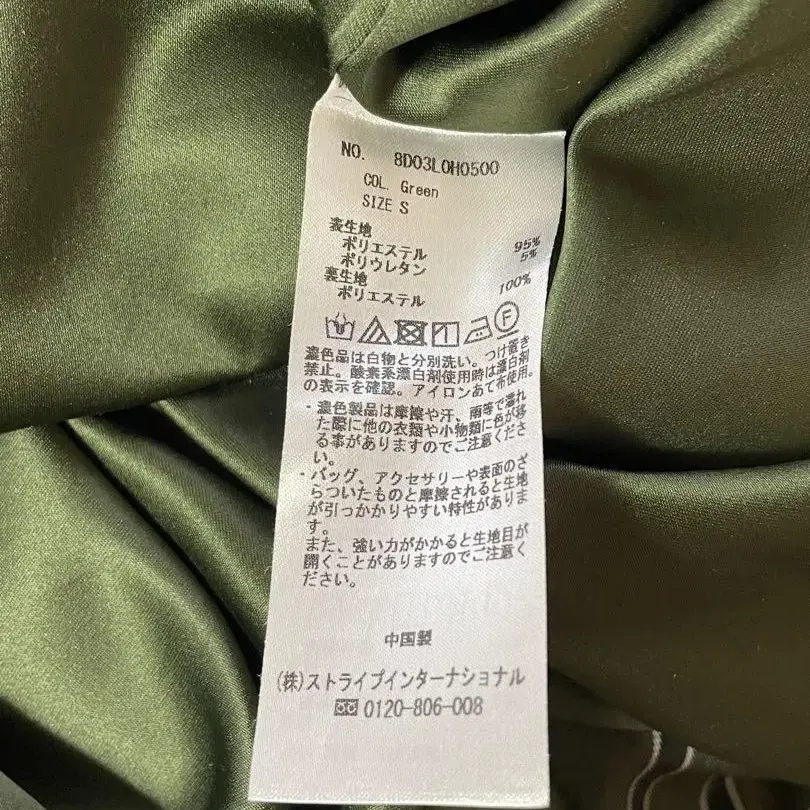 NO. 8D03L0H0500
COL. Green
SIZE S
表生地
ポリエステル 95%
ポリウレタン 5%
裏生地
ポリエステル 100%
F
濃色品は白物と分別洗い。つけ置き
禁止。酸素系漂白剤使用時は漂白剤
の表示を確認。アイロンあて布使用。
・濃色製品は摩擦や汗、雨等で濡れ
た際に他の衣類や小物類に色が移
る事がありますのでご注意くださ
い。
・バッグ、アクセサリーや表面のざ
らついたものと摩擦されると生地
が引っかかりやすい特性がありま
す。
また、強い力がかかると生地目が
開くことがありますのでご注意く
ださい。
中国製
(株)ストライプインターナショナル
0120-806-008